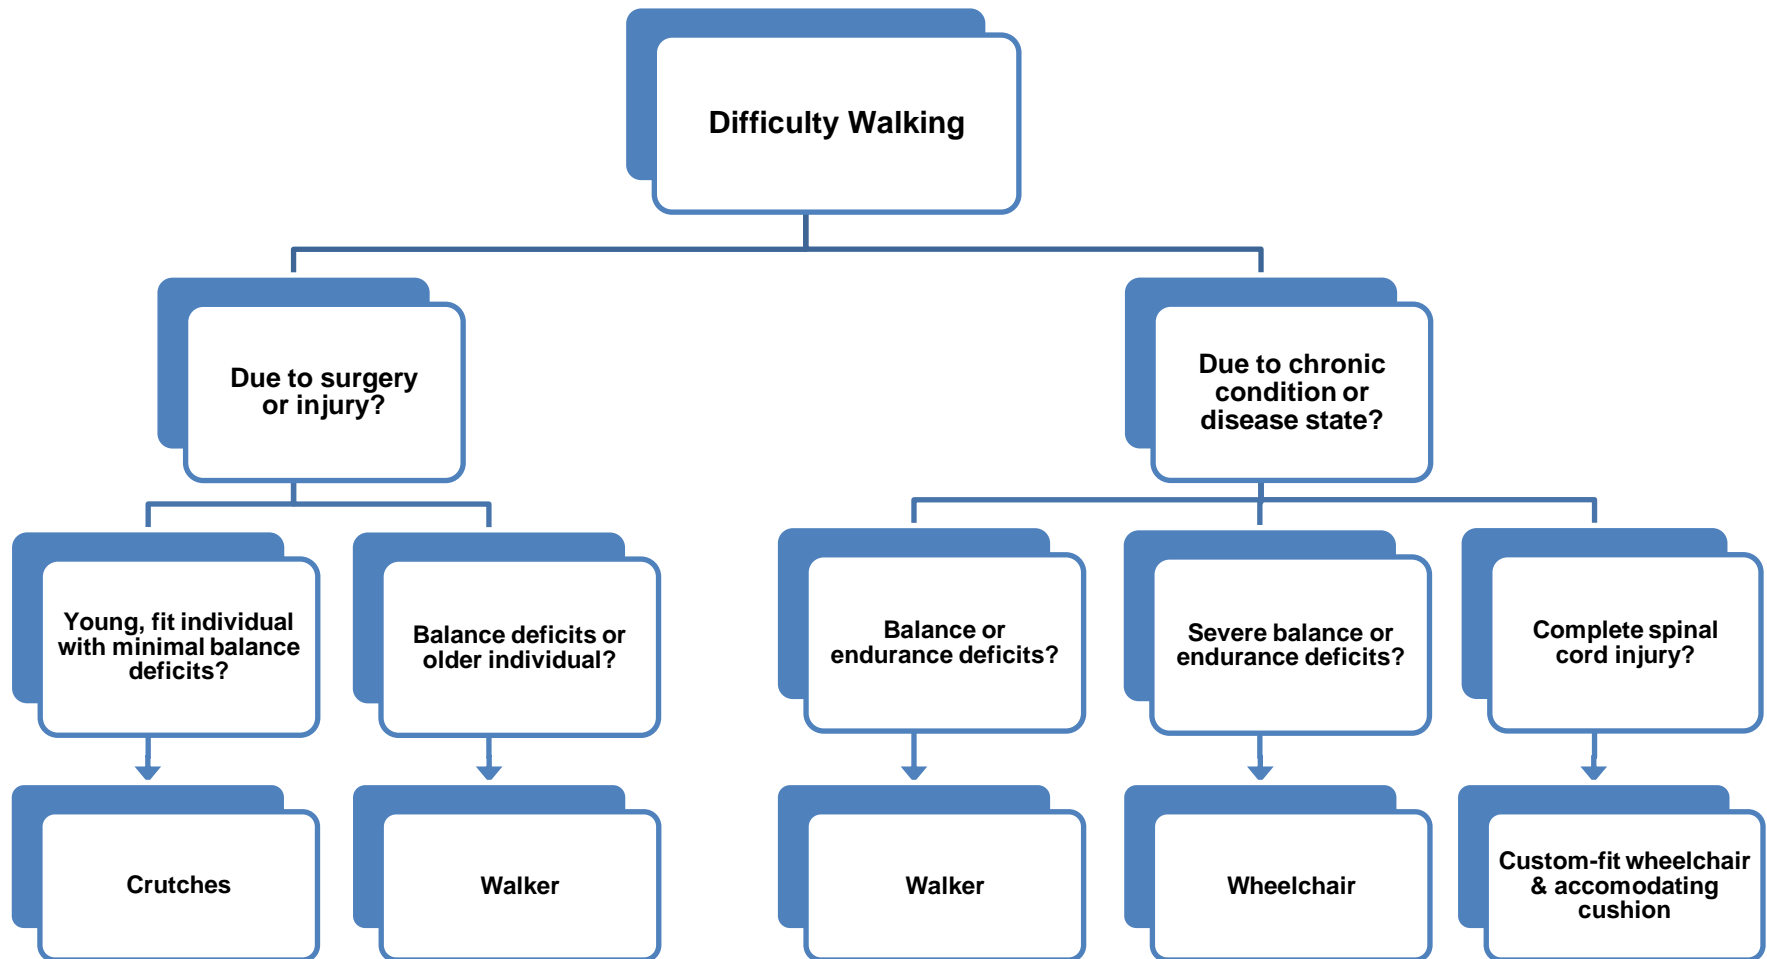 Difficulty Walking
Due to surgery
or injury?
Due to chronic
condition or
disease state?
Young, fit individual
with minimal balance
deficits?
Balance deficits or
older individual?
Balance or
endurance deficits?
Severe balance or
endurance deficits?
Complete spinal
cord injury?
Crutches
Walker
Walker
Wheelchair
Custom-fit wheelchair
& accomodating
cushion